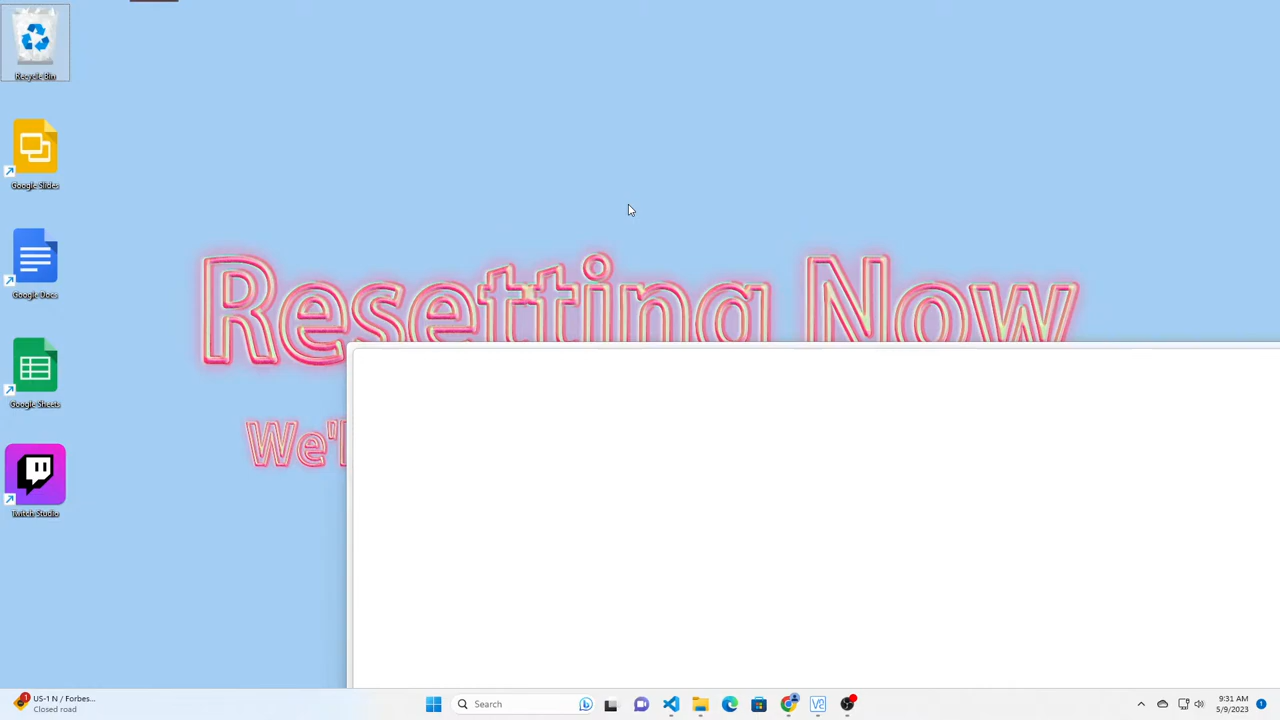 Recycle Bin
Google Slides
Resetting Now
Google Docs
Google Sheets
We'l
Twitch Studio
US-1 N / Forbes...
Closed road
Search
9:31 AM
5/9/2023